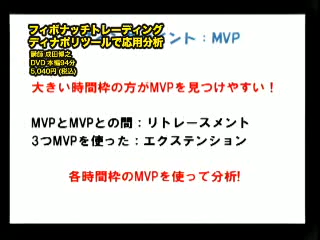 フィボナッチトレーディング
ディナポリツールで応用分析
講師 成田博之
DVD 本編94分
5,040円 (税込)
ント：MVP
大きい時間枠の方がMVPを見つけやすい！
MVPとMVPとの間：リトレースメント
3つMVPを使った：エクステンション
各時間枠のMVPを使って分析!